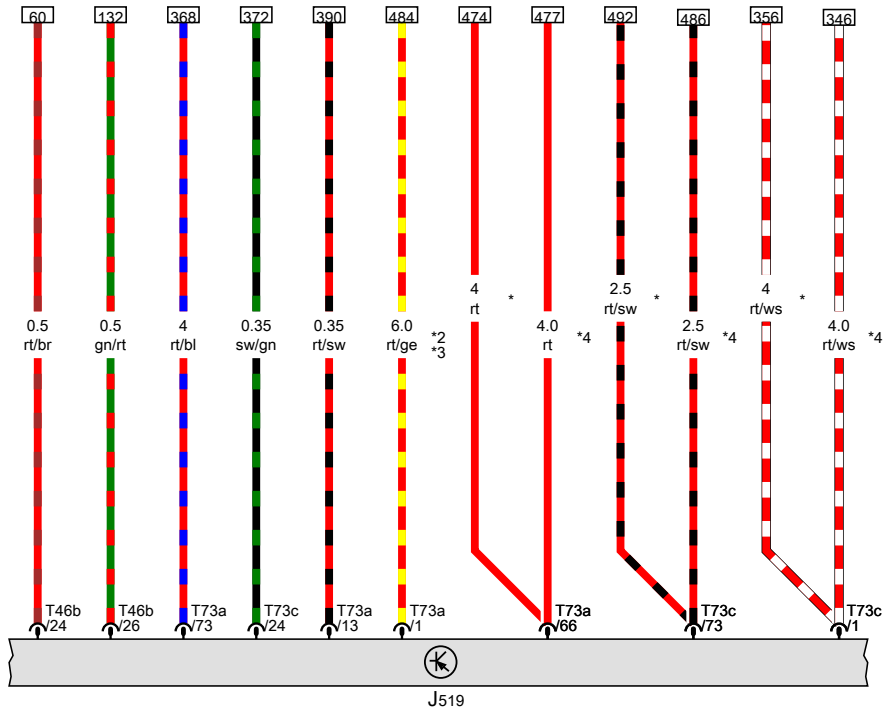 60 132 368 372 390 484 474 477 492 486 356 346
4 2.5 4
rt * rt/sw * rt/ws *
0.5 0.5 4 0.35 0.35 6.0 4.0 2.5 4.0
rt/br gn/rt rt/bl sw/gn rt/sw rt/ge *2 rt *4 rt/sw *4 rt/ws *4
*3
T46b T46b T73a T73c T73a T73a T73a T73c T73c
/24 /26 /73 /24 /13 /1 /66 /73 /1
J519